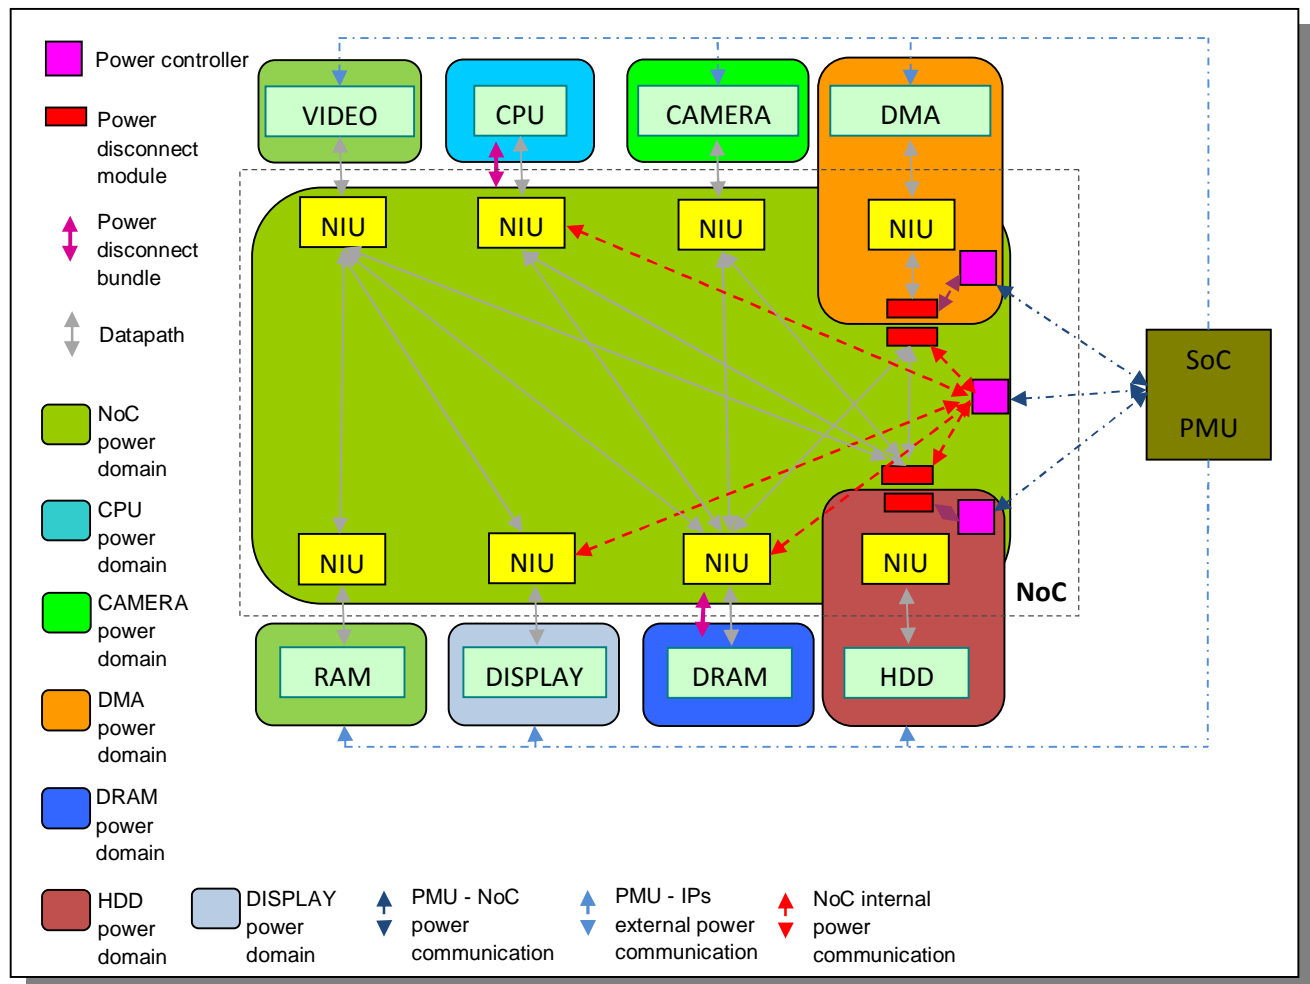 Power controller
Power
disconnect
module
Power
disconnect
bundle
Datapath
NoC
power
domain
CPU
power
domain
CAMERA
power
domain
DMA
power
domain
DRAM
power
domain
HDD
power
domain
DISPLAY
power
domain
PMU - NoC
power
communication
PMU - IPs
external power
communication
NoC internal
power
communication
VIDEO
CPU
CAMERA
DMA
NIU
NIU
NIU
NIU
SoC
PMU
NIU
NIU
NIU
NIU
NoC
RAM
DISPLAY
DRAM
HDD